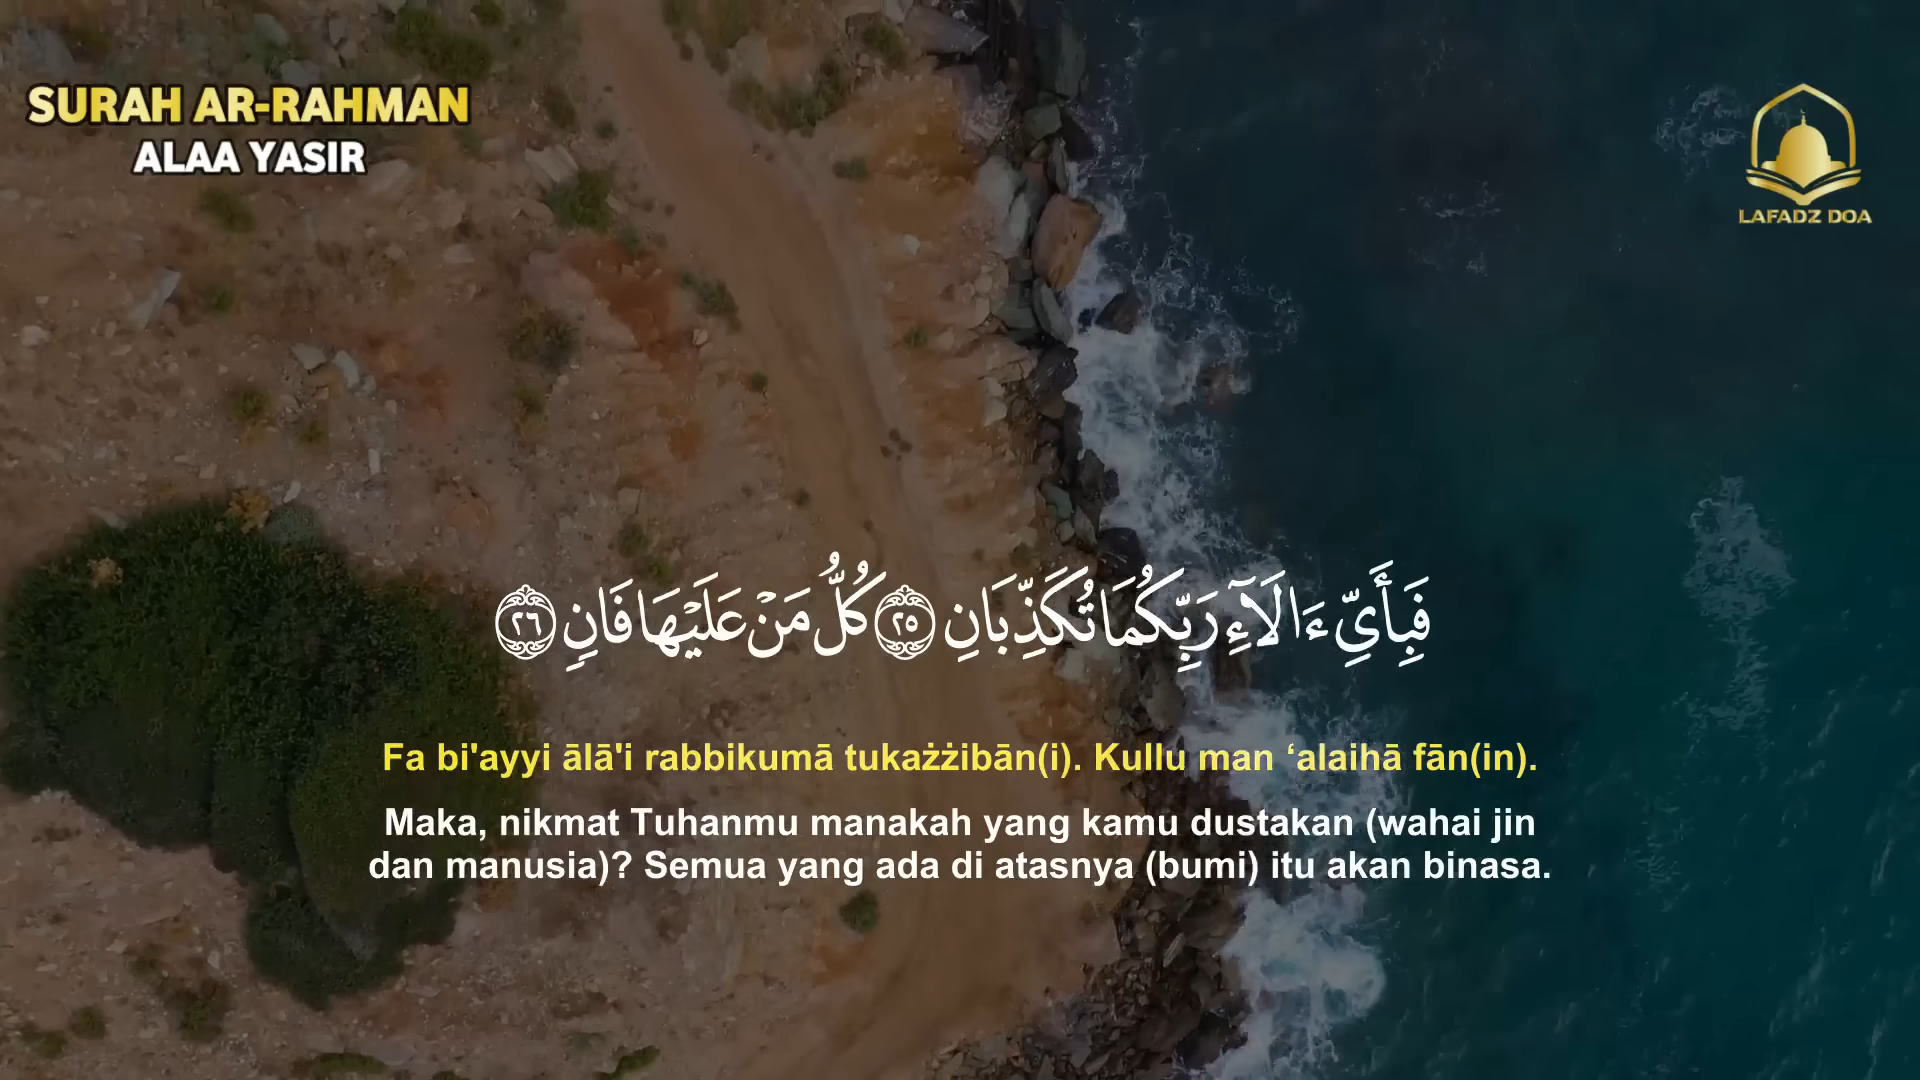 SURAH AR-RAHMAN
ALAA YASIR
LAFADZ DOA
فَبِأَيِّ ءَالَآءِ رَبِّكُمَا تُكَذِّبَانِ ٢٥ كُلُّ مَنْ عَلَيْهَا فَانٍ ٢٦
Fa bi'ayyi ālā'i rabbikumā tukażżibān(i). Kullu man ‘alaihā fān(in).
Maka, nikmat Tuhanmu manakah yang kamu dustakan (wahai jin
dan manusia)? Semua yang ada di atasnya (bumi) itu akan binasa.